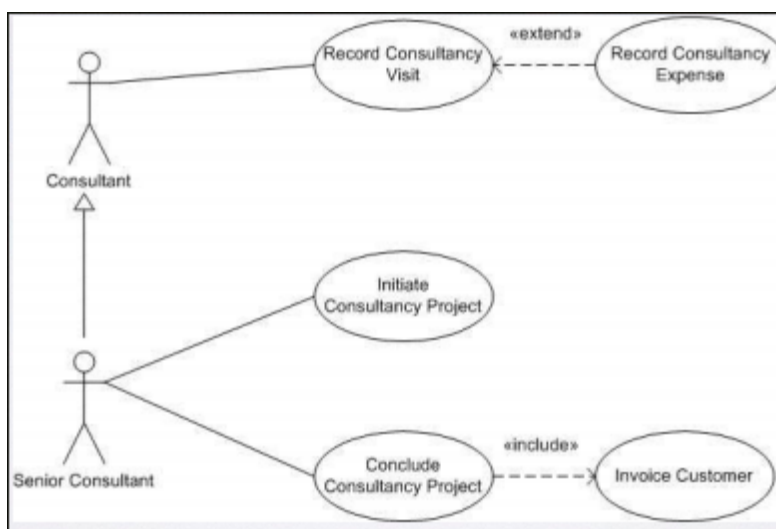 «extend»
Record Consultancy
Visit
Record Consultancy
Expense
Consultant
Initiate
Consultancy Project
«include»
Conclude
Consultancy Project
Invoice Customer
Senior Consultant